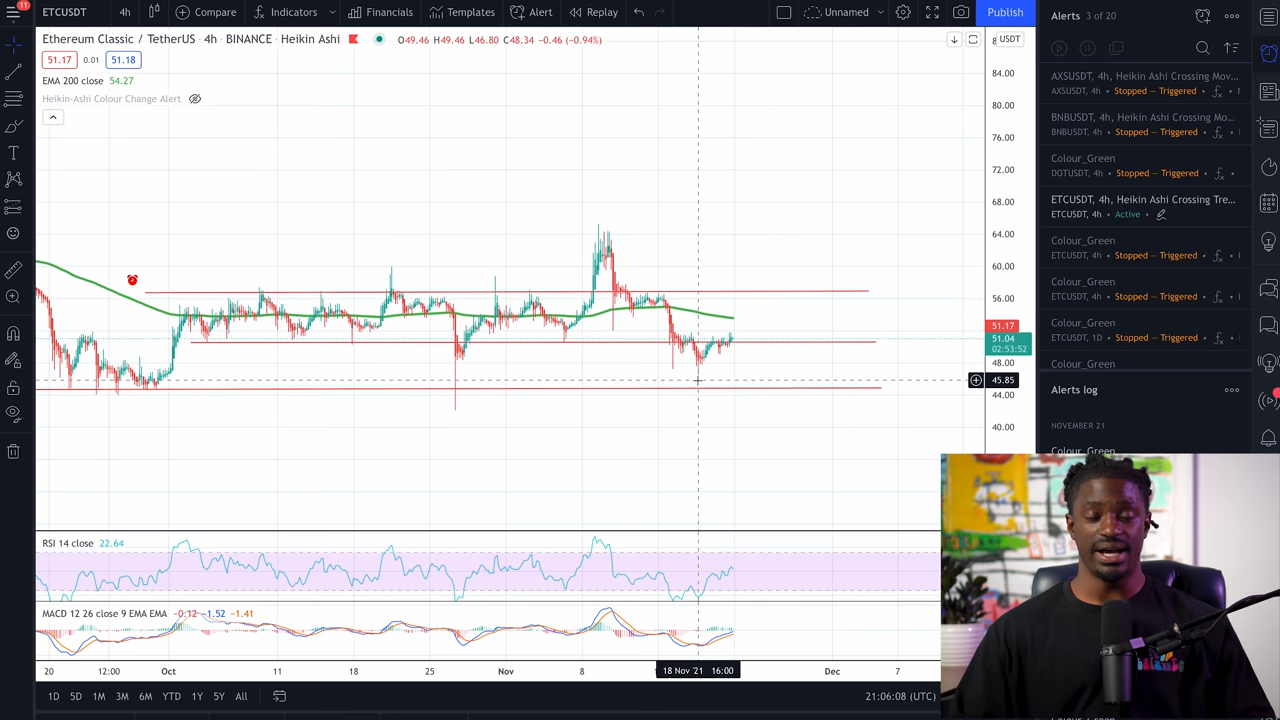 11
ETCUSDT 4h Compare Indicators Financials Templates Alert Replay Unnamed Publish
Ethereum Classic / TetherUS · 4h · BINANCE · Heikin Ashi O49.46 H49.46 L46.80 C48.34 −0.46 (−0.94%)
51.17 0.01 51.18
EMA 200 close 54.27
Heikin-Ashi Colour Change Alert
USDT
84.00
80.00
76.00
72.00
68.00
64.00
60.00
56.00
51.17
51.04
02:53:52
48.00
45.85
44.00
40.00
RSI 14 close 22.64
MACD 12 26 close 9 EMA EMA −0.12 −1.52 −1.41
20 12:00 Oct 11 18 25 Nov 8 18 Nov 21 16:00 Dec 7
1D 5D 1M 3M 6M YTD 1Y 5Y All 21:06:08 (UTC)
Alerts 3 of 20
AXSUSDT, 4h, Heikin Ashi Crossing Mov...
AXSUSDT, 4h • Stopped — Triggered •
BNBUSDT, 4h, Heikin Ashi Crossing Mo...
BNBUSDT, 4h • Stopped — Triggered •
Colour_Green
DOTUSDT, 4h • Stopped — Triggered •
ETCUSDT, 4h, Heikin Ashi Crossing Tre...
ETCUSDT, 4h • Active •
Colour_Green
ETCUSDT, 4h • Stopped — Triggered •
Colour_Green
ETCUSDT, 4h • Stopped — Triggered •
Colour_Green
ETCUSDT, 1D • Stopped — Triggered •
Colour_Green
Alerts log
NOVEMBER 21
Colour_Green
balance